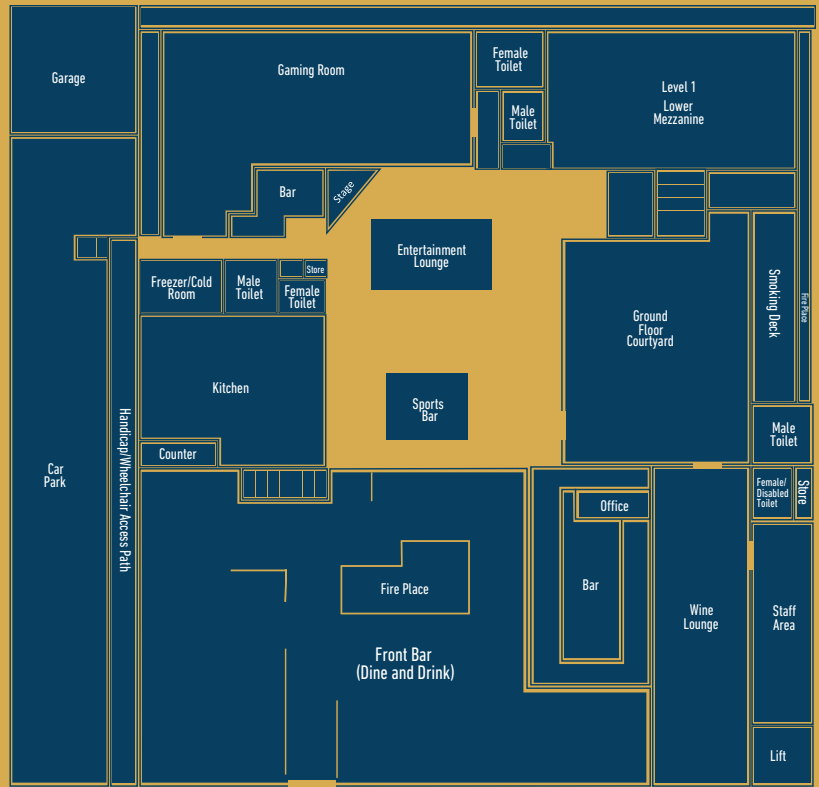 Garage
Gaming Room
Female
Toilet
Male
Toilet
Level 1
Lower
Mezzanine
Bar
Stage
Entertainment
Lounge
Freezer/Cold
Room
Male
Toilet
Store
Female
Toilet
Ground
Floor
Courtyard
Smoking Deck
Fire Place
Kitchen
Sports
Bar
Counter
Male
Toilet
Car
Park
Handicap/Wheelchair Access Path
Office
Female/
Disabled
Toilet
Store
Fire Place
Bar
Wine
Lounge
Staff
Area
Front Bar
(Dine and Drink)
Lift